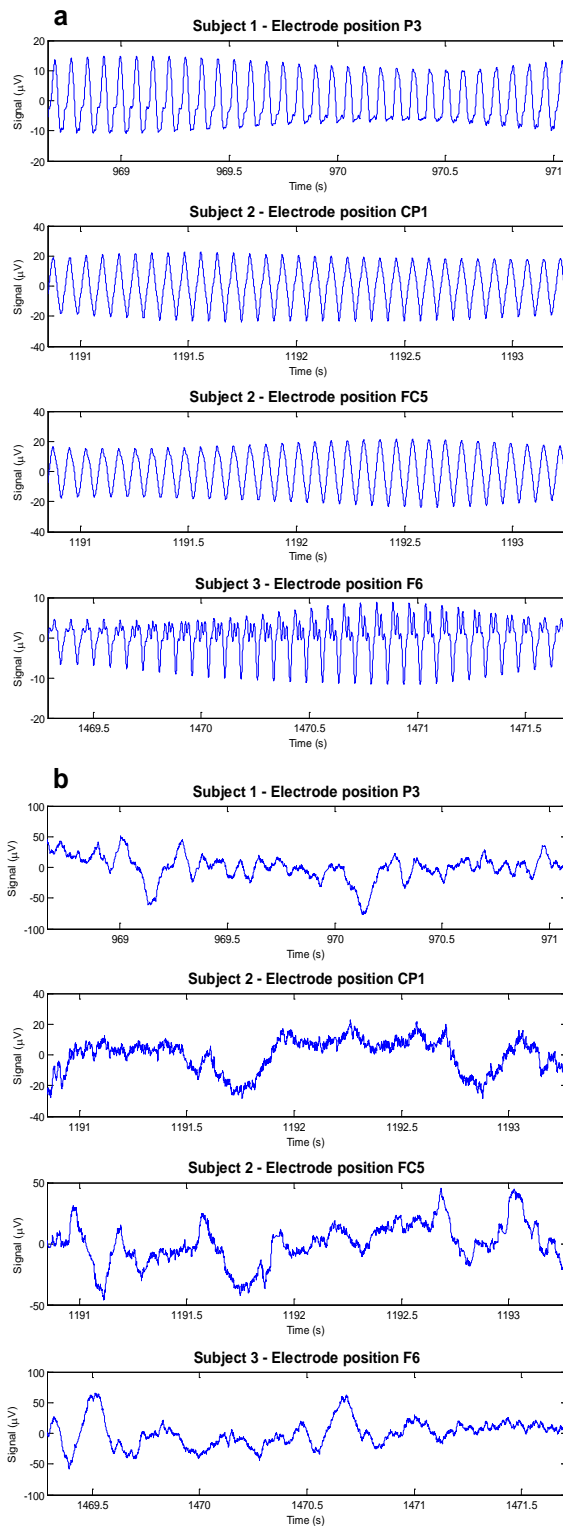 a
Subject 1 - Electrode position P3
20
10
0
-10
20
Signal (μV)
969 969.5 970 970.5 971
Time (s)
Subject 2 - Electrode position CP1
40
20
0
-20
-40
Signal (μV)
1191 1191.5 1192 1192.5 1193
Time (s)
Subject 2 - Electrode position FC5
40
20
0
-20
-40
Signal (μV)
1191 1191.5 1192 1192.5 1193
Time (s)
Subject 3 - Electrode position F6
10
0
-10
-20
Signal (μV)
1469.5 1470 1470.5 1471 1471.5
Time (s)
b
Subject 1 - Electrode position P3
100
50
0
-50
-100
Signal (μV)
969 969.5 970 970.5 971
Time (s)
Subject 2 - Electrode position CP1
40
20
0
-20
-40
Signal (μV)
1191 1191.5 1192 1192.5 1193
Time (s)
Subject 2 - Electrode position FC5
50
0
-50
Signal (μV)
1191 1191.5 1192 1192.5 1193
Time (s)
Subject 3 - Electrode position F6
100
50
0
-50
-100
Signal (μV)
1469.5 1470 1470.5 1471 1471.5
Time (s)